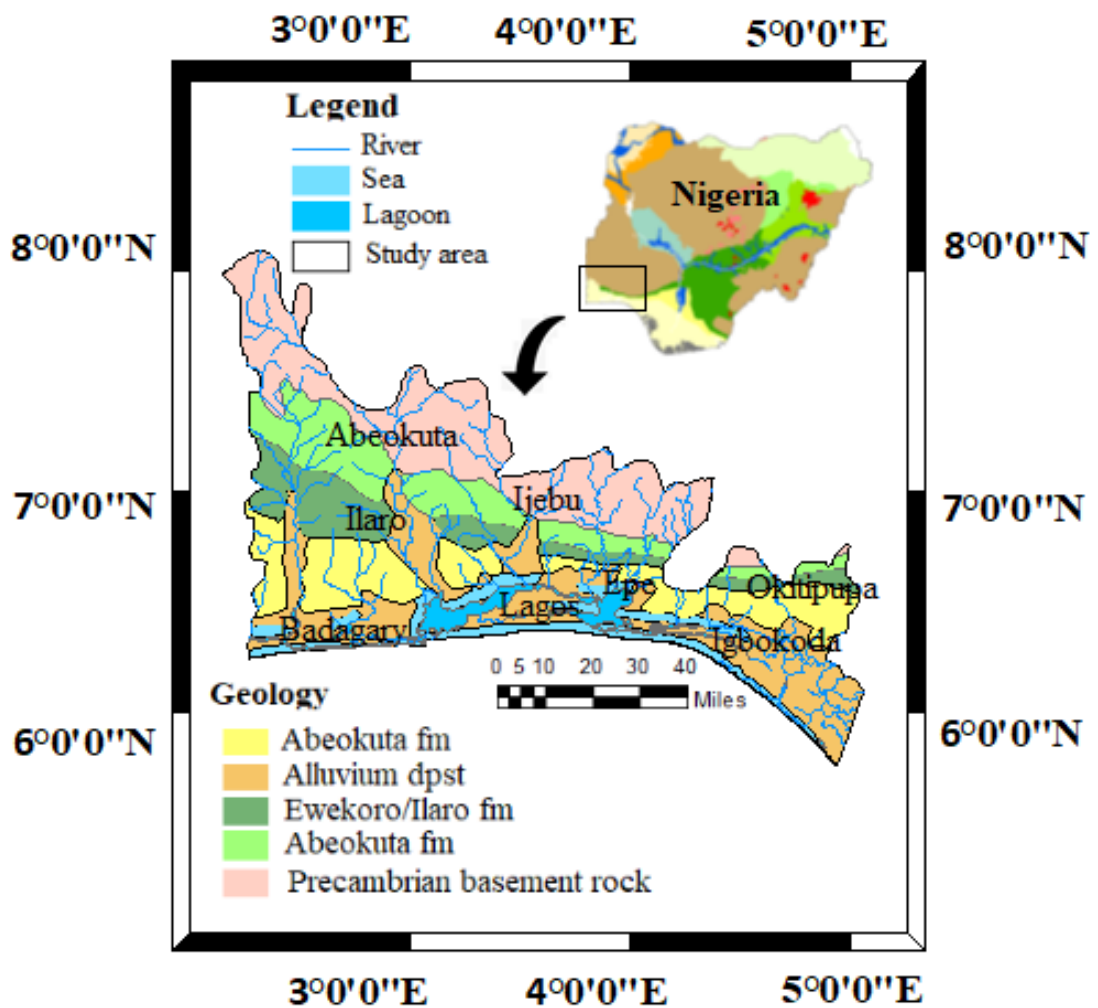 3°0'0"E 4°0'0"E 5°0'0"E
Legend
River
Sea
Lagoon
Study area
Nigeria
8°0'0"N 8°0'0"N
Abeokuta
7°0'0"N 7°0'0"N
Ijebu
Ilaro
Epe
Okitipupa
Lagos
Badagary
Igbokoda
0 5 10 20 30 40
Miles
6°0'0"N 6°0'0"N
Geology
Abeokuta fm
Alluvium dpst
Ewekoro/Ilaro fm
Abeokuta fm
Precambrian basement rock
3°0'0"E 4°0'0"E 5°0'0"E